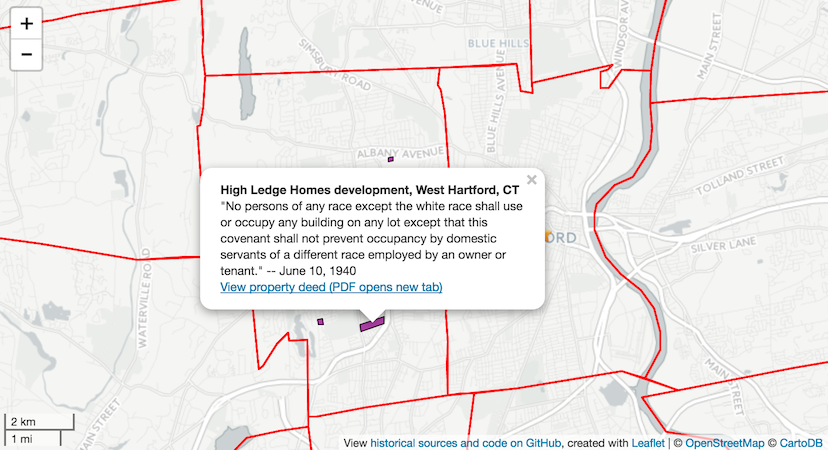 +
−
AVENUE
SIMSBURY ROAD
BLUE HILLS
BLUE HILLS AVENUE
WINDSOR AV
MAIN STREET
ALBANY AVENUE
TOLLAND STREET
High Ledge Homes development, West Hartford, CT ×
"No persons of any race except the white race shall use
or occupy any building on any lot except that this
covenant shall not prevent occupancy by domestic
servants of a different race employed by an owner or
tenant." -- June 10, 1940
View property deed (PDF opens new tab)
ORD
SILVER LANE
WATERVILLE ROAD
MAIN STREET
MAIN STREET
2 km
1 mi
View historical sources and code on GitHub, created with Leaflet | © OpenStreetMap © CartoDB